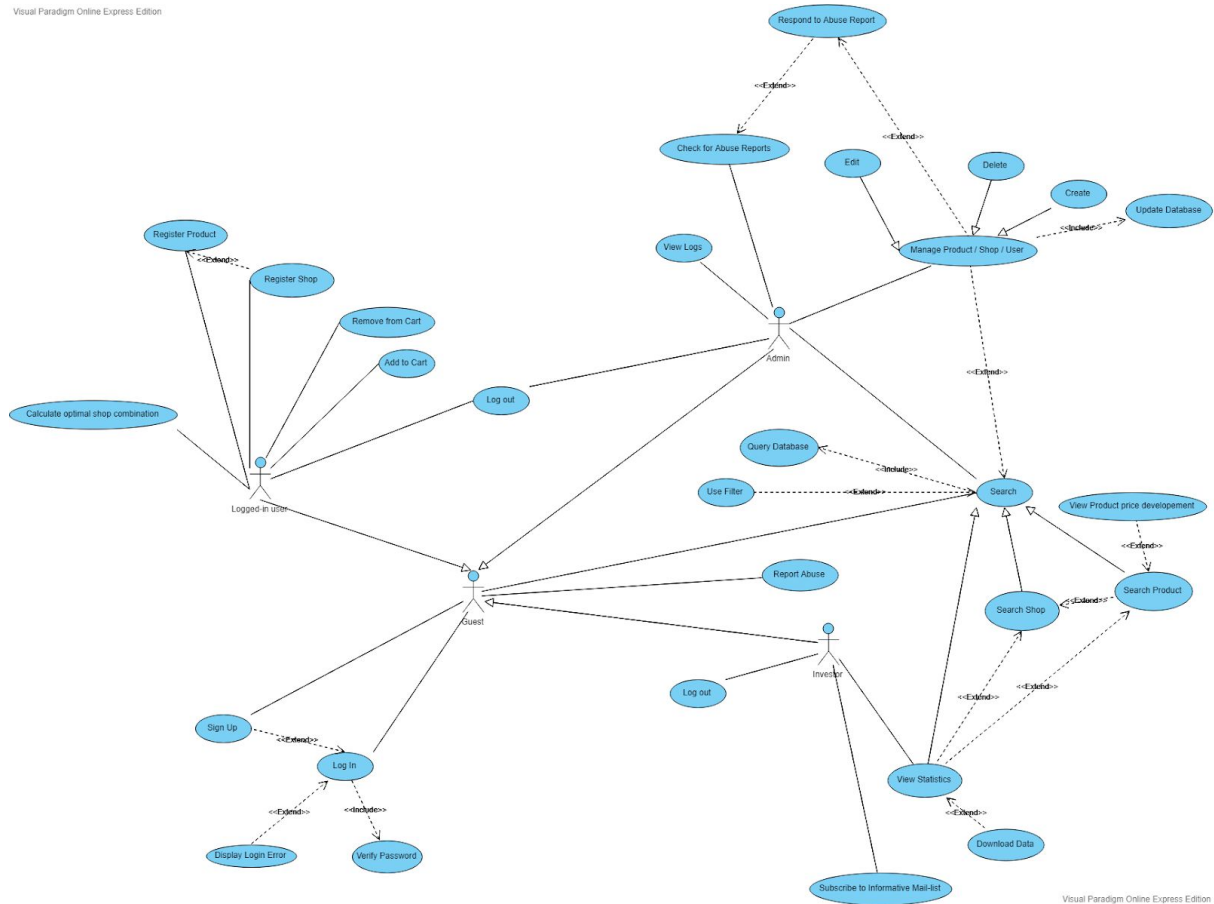 Visual Paradigm Online Express Edition
Respond to Abuse Report
<<Extend>>
<<Extend>>
Check for Abuse Reports
Edit
Delete
Create
Update Database
<<Include>>
Manage Product / Shop / User
View Logs
Register Product
<<Extend>>
Register Shop
Remove from Cart
Add to Cart
Admin
<<Extend>>
Log out
Calculate optimal shop combination
Query Database
<<Include>>
Use Filter
<<Extend>>
Search
Logged-in user
View Product price developement
<<Extend>>
Search Product
<<Extend>>
Search Shop
Report Abuse
Guest
Investor
<<Extend>>
<<Extend>>
Log out
Sign Up
<<Extend>>
Log In
View Statistics
<<Extend>>
<<Include>>
<<Extend>>
Download Data
Display Login Error
Verify Password
Subscribe to Informative Mail-list
Visual Paradigm Online Express Edition